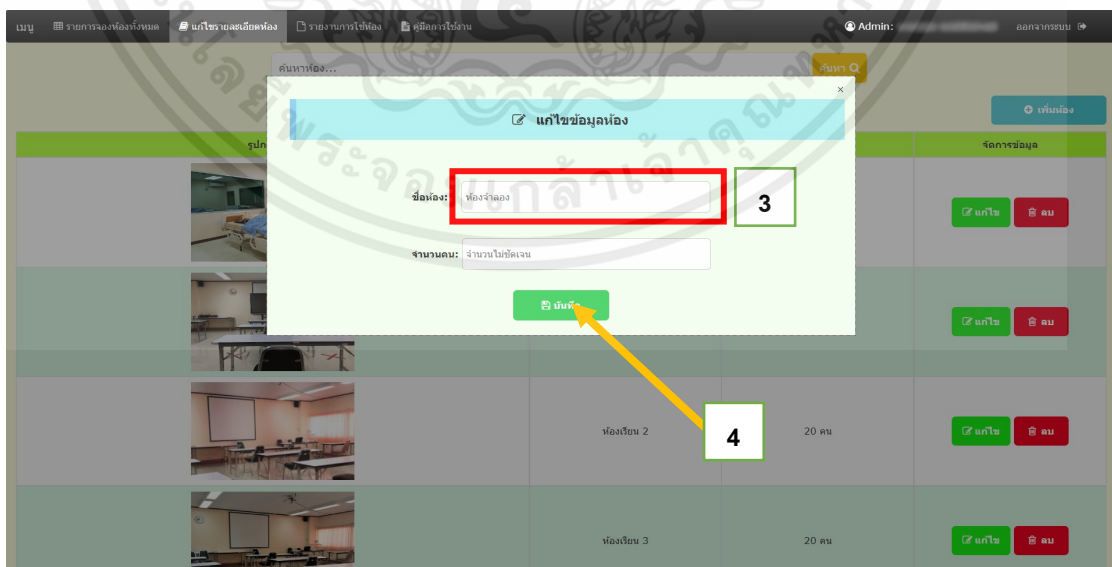 เมนู รายการจองห้องทั้งหมด แก้ไขรายละเอียดห้อง รายงานการใช้ห้อง คู่มือการใช้งาน Admin: ออกจากระบบ
ค้นหาห้อง... ค้นหา
×
เพิ่มห้อง
แก้ไขข้อมูลห้อง
จัดการข้อมูล
ชื่อห้อง: ห้องจำลอง 3
แก้ไข ลบ
จำนวนคน: จำนวนไม่ชัดเจน
บันทึก
แก้ไข ลบ
ห้องเรียน 2 4 20 คน แก้ไข ลบ
ห้องเรียน 3 20 คน แก้ไข ลบ